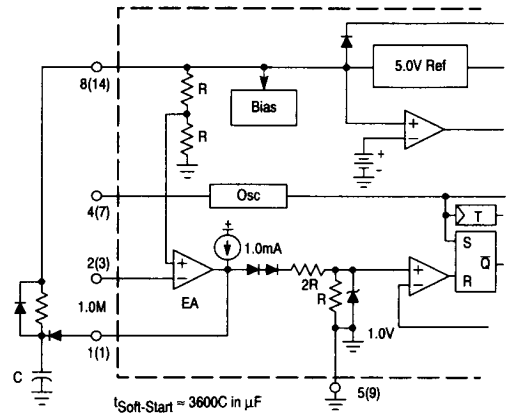 5.0V Ref
8(14)
R
Bias
R
+
−
+
-
4(7)
Osc
T
S
Q̅
R
2(3)
+
−
EA
1.0mA
2R
R
+
−
1.0M
1(1)
1.0V
C
5(9)
tSoft-Start ≈ 3600C in μF